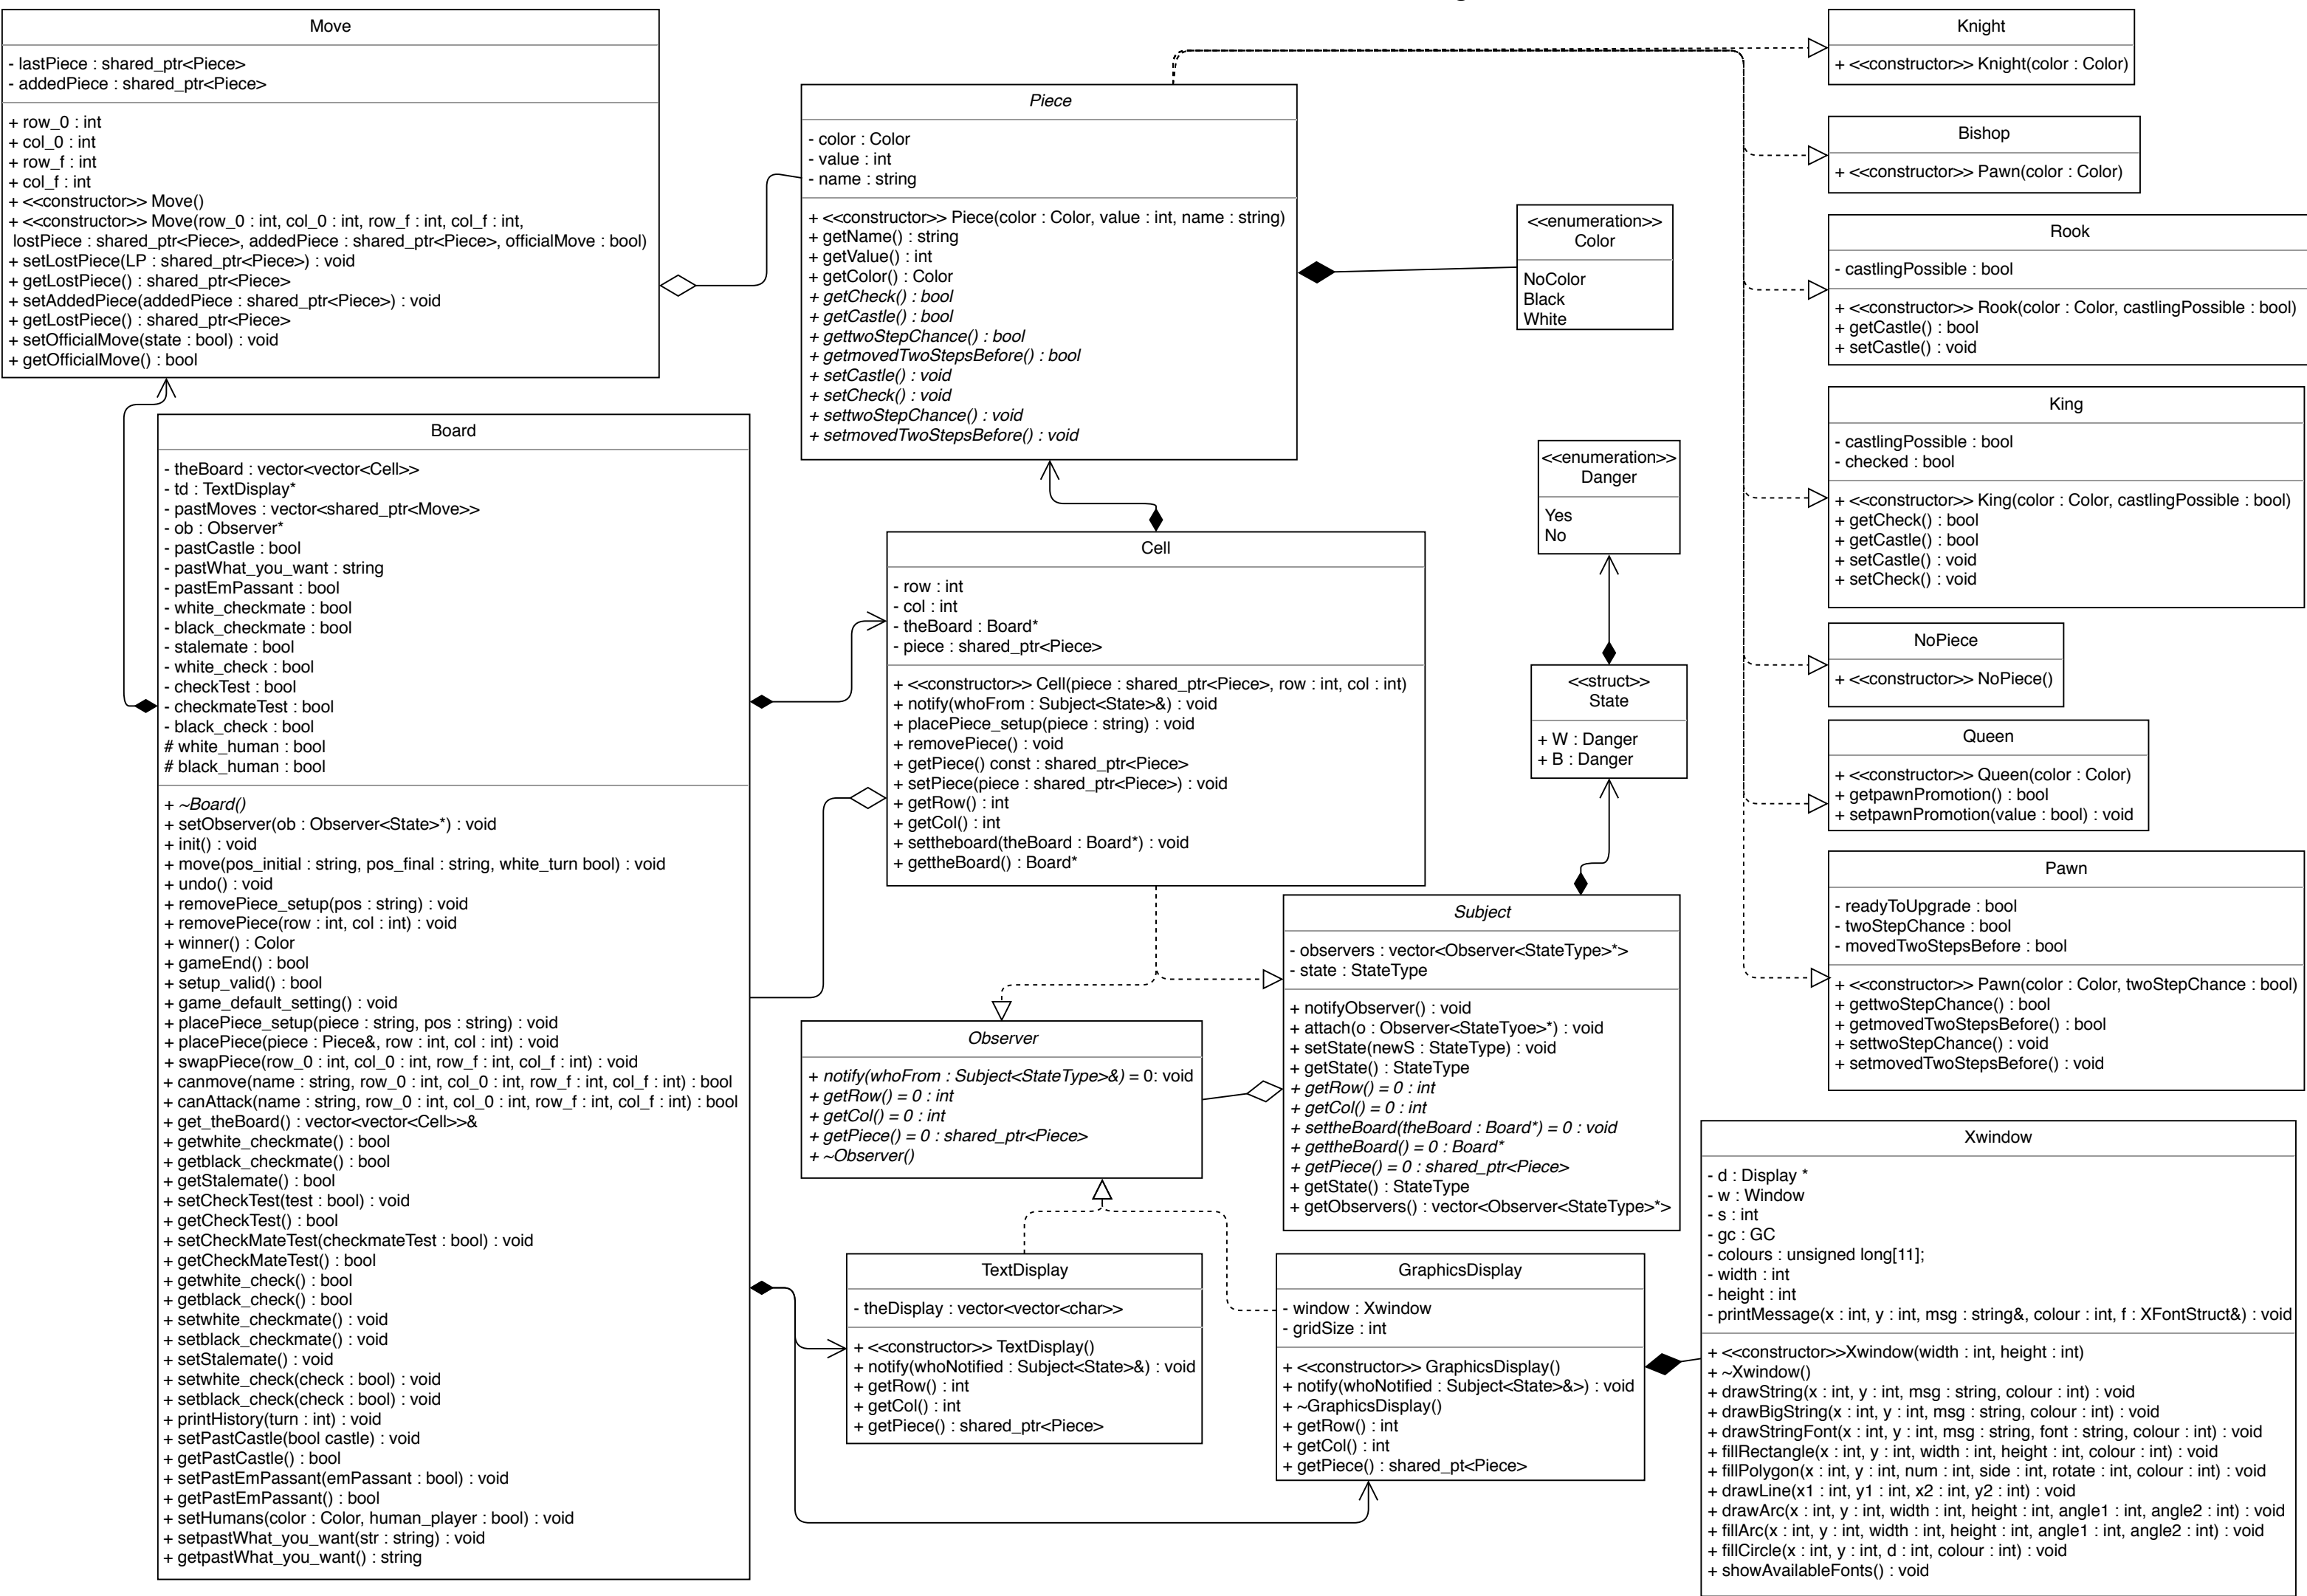 Move
- lastPiece : shared_ptr<Piece>
- addedPiece : shared_ptr<Piece>
+ row_0 : int
+ col_0 : int
+ row_f : int
+ col_f : int
+ <<constructor>> Move()
+ <<constructor>> Move(row_0 : int, col_0 : int, row_f : int, col_f : int,
lostPiece : shared_ptr<Piece>, addedPiece : shared_ptr<Piece>, officialMove : bool)
+ setLostPiece(LP : shared_ptr<Piece>) : void
+ getLostPiece() : shared_ptr<Piece>
+ setAddedPiece(addedPiece : shared_ptr<Piece>) : void
+ getLostPiece() : shared_ptr<Piece>
+ setOfficialMove(state : bool) : void
+ getOfficialMove() : bool
Board
- theBoard : vector<vector<Cell>>
- td : TextDisplay*
- pastMoves : vector<shared_ptr<Move>>
- ob : Observer*
- pastCastle : bool
- pastWhat_you_want : string
- pastEmPassant : bool
- white_checkmate : bool
- black_checkmate : bool
- stalemate : bool
- white_check : bool
- checkTest : bool
- checkmateTest : bool
- black_check : bool
# white_human : bool
# black_human : bool
+ ~Board()
+ setObserver(ob : Observer<State>*) : void
+ init() : void
+ move(pos_initial : string, pos_final : string, white_turn bool) : void
+ undo() : void
+ removePiece_setup(pos : string) : void
+ removePiece(row : int, col : int) : void
+ winner() : Color
+ gameEnd() : bool
+ setup_valid() : bool
+ game_default_setting() : void
+ placePiece_setup(piece : string, pos : string) : void
+ placePiece(piece : Piece&, row : int, col : int) : void
+ swapPiece(row_0 : int, col_0 : int, row_f : int, col_f : int) : void
+ canmove(name : string, row_0 : int, col_0 : int, row_f : int, col_f : int) : bool
+ canAttack(name : string, row_0 : int, col_0 : int, row_f : int, col_f : int) : bool
+ get_theBoard() : vector<vector<Cell>>&
+ getwhite_checkmate() : bool
+ getblack_checkmate() : bool
+ getStalemate() : bool
+ setCheckTest(test : bool) : void
+ getCheckTest() : bool
+ setCheckMateTest(checkmateTest : bool) : void
+ getCheckMateTest() : bool
+ getwhite_check() : bool
+ getblack_check() : bool
+ setwhite_checkmate() : void
+ setblack_checkmate() : void
+ setStalemate() : void
+ setwhite_check(check : bool) : void
+ setblack_check(check : bool) : void
+ printHistory(turn : int) : void
+ setPastCastle(bool castle) : void
+ getPastCastle() : bool
+ setPastEmPassant(emPassant : bool) : void
+ getPastEmPassant() : bool
+ setHumans(color : Color, human_player : bool) : void
+ setpastWhat_you_want(str : string) : void
+ getpastWhat_you_want() : string
Piece
- color : Color
- value : int
- name : string
+ <<constructor>> Piece(color : Color, value : int, name : string)
+ getName() : string
+ getValue() : int
+ getColor() : Color
+ getCheck() : bool
+ getCastle() : bool
+ gettwoStepChance() : bool
+ getmovedTwoStepsBefore() : bool
+ setCastle() : void
+ setCheck() : void
+ settwoStepChance() : void
+ setmovedTwoStepsBefore() : void
<<enumeration>>
Color
NoColor
Black
White
Cell
- row : int
- col : int
- theBoard : Board*
- piece : shared_ptr<Piece>
+ <<constructor>> Cell(piece : shared_ptr<Piece>, row : int, col : int)
+ notify(whoFrom : Subject<State>&) : void
+ placePiece_setup(piece : string) : void
+ removePiece() : void
+ getPiece() const : shared_ptr<Piece>
+ setPiece(piece : shared_ptr<Piece>) : void
+ getRow() : int
+ getCol() : int
+ settheboard(theBoard : Board*) : void
+ gettheBoard() : Board*
<<enumeration>>
Danger
Yes
No
<<struct>>
State
+ W : Danger
+ B : Danger
Subject
- observers : vector<Observer<StateType>*>
- state : StateType
+ notifyObserver() : void
+ attach(o : Observer<StateTyoe>*) : void
+ setState(newS : StateType) : void
+ getState() : StateType
+ getRow() = 0 : int
+ getCol() = 0 : int
+ settheBoard(theBoard : Board*) = 0 : void
+ gettheBoard() = 0 : Board*
+ getPiece() = 0 : shared_ptr<Piece>
+ getState() : StateType
+ getObservers() : vector<Observer<StateType>*>
Observer
+ notify(whoFrom : Subject<StateType>&) = 0: void
+ getRow() = 0 : int
+ getCol() = 0 : int
+ getPiece() = 0 : shared_ptr<Piece>
+ ~Observer()
TextDisplay
- theDisplay : vector<vector<char>>
+ <<constructor>> TextDisplay()
+ notify(whoNotified : Subject<State>&) : void
+ getRow() : int
+ getCol() : int
+ getPiece() : shared_ptr<Piece>
GraphicsDisplay
- window : Xwindow
- gridSize : int
+ <<constructor>> GraphicsDisplay()
+ notify(whoNotified : Subject<State>&>) : void
+ ~GraphicsDisplay()
+ getRow() : int
+ getCol() : int
+ getPiece() : shared_pt<Piece>
Knight
+ <<constructor>> Knight(color : Color)
Bishop
+ <<constructor>> Pawn(color : Color)
Rook
- castlingPossible : bool
+ <<constructor>> Rook(color : Color, castlingPossible : bool)
+ getCastle() : bool
+ setCastle() : void
King
- castlingPossible : bool
- checked : bool
+ <<constructor>> King(color : Color, castlingPossible : bool)
+ getCheck() : bool
+ getCastle() : bool
+ setCastle() : void
+ setCheck() : void
NoPiece
+ <<constructor>> NoPiece()
Queen
+ <<constructor>> Queen(color : Color)
+ getpawnPromotion() : bool
+ setpawnPromotion(value : bool) : void
Pawn
- readyToUpgrade : bool
- twoStepChance : bool
- movedTwoStepsBefore : bool
+ <<constructor>> Pawn(color : Color, twoStepChance : bool)
+ gettwoStepChance() : bool
+ getmovedTwoStepsBefore() : bool
+ settwoStepChance() : void
+ setmovedTwoStepsBefore() : void
Xwindow
- d : Display *
- w : Window
- s : int
- gc : GC
- colours : unsigned long[11];
- width : int
- height : int
- printMessage(x : int, y : int, msg : string&, colour : int, f : XFontStruct&) : void
+ <<constructor>>Xwindow(width : int, height : int)
+ ~Xwindow()
+ drawString(x : int, y : int, msg : string, colour : int) : void
+ drawBigString(x : int, y : int, msg : string, colour : int) : void
+ drawStringFont(x : int, y : int, msg : string, font : string, colour : int) : void
+ fillRectangle(x : int, y : int, width : int, height : int, colour : int) : void
+ fillPolygon(x : int, y : int, num : int, side : int, rotate : int, colour : int) : void
+ drawLine(x1 : int, y1 : int, x2 : int, y2 : int) : void
+ drawArc(x : int, y : int, width : int, height : int, angle1 : int, angle2 : int) : void
+ fillArc(x : int, y : int, width : int, height : int, angle1 : int, angle2 : int) : void
+ fillCircle(x : int, y : int, d : int, colour : int) : void
+ showAvailableFonts() : void